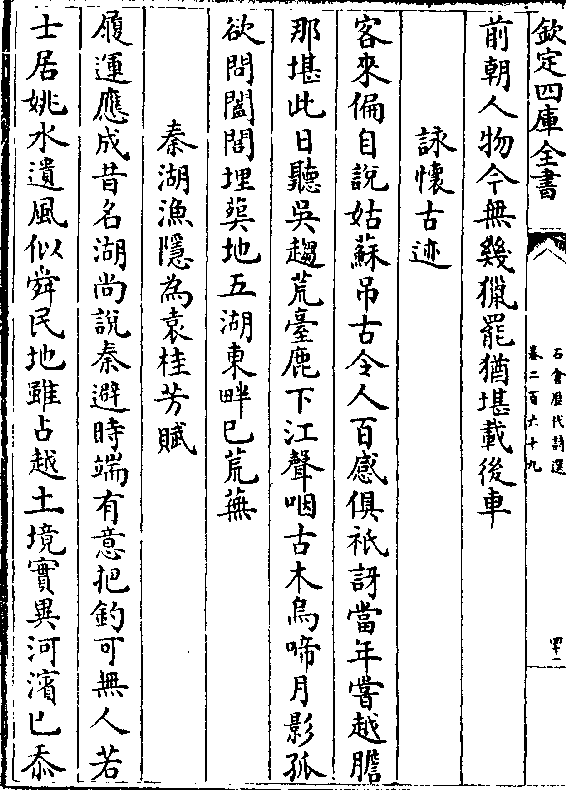 欽定四庫全書
石倉歷代詩選
卷二百六十九
前朝人物今無幾獵罷猶堪載後車
詠懷古迹
客來偏自說姑蘇吊古令人百感俱祇訝當年嘗越膽
那堪此日聽吳趨荒臺鹿下江聲咽古木烏啼月影孤
欲問闔閭埋𦵏地五湖東畔已荒蕪
秦湖漁隱為袁桂芳賦
履運應成昔名湖尚說秦避時端有意把釣可無人若
士居姚水遺風似舜民地雖占越土境實異河濱已忝